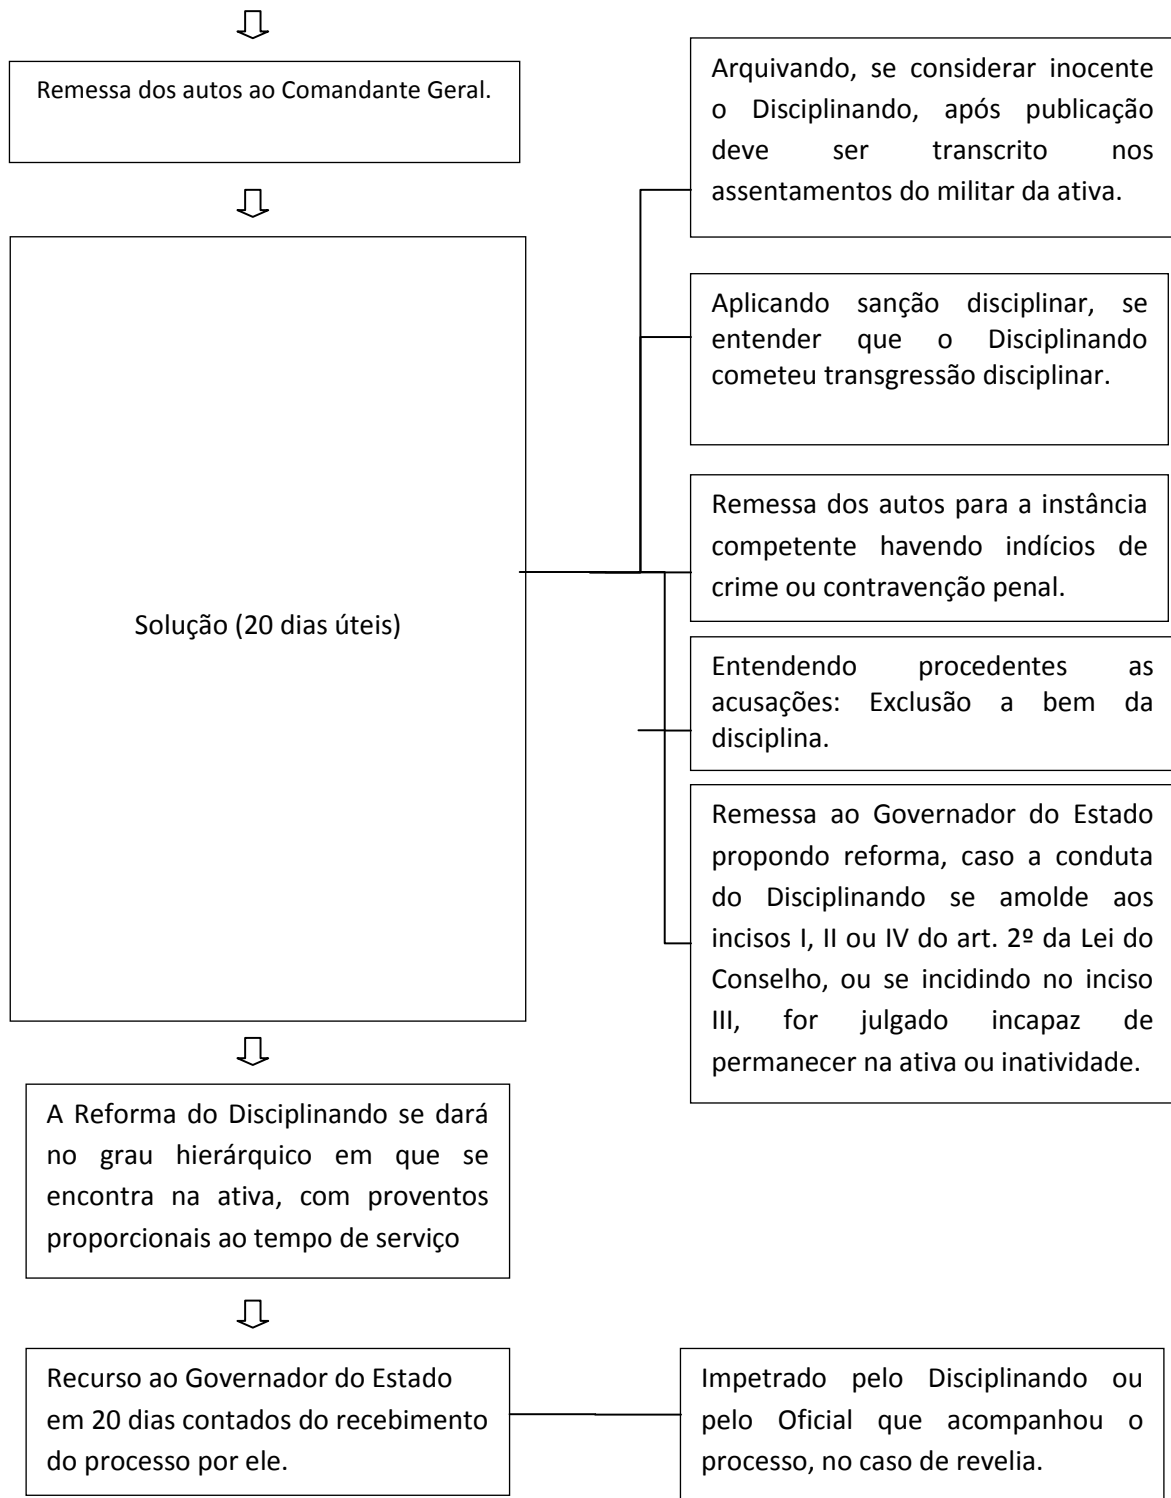 Remessa dos autos ao Comandante Geral.
Arquivando, se considerar inocente
o Disciplinando, após publicação
deve ser transcrito nos
assentamentos do militar da ativa.
Aplicando sanção disciplinar, se
entender que o Disciplinando
cometeu transgressão disciplinar.
Remessa dos autos para a instância
competente havendo indícios de
crime ou contravenção penal.
Solução (20 dias úteis)
Entendendo procedentes as
acusações: Exclusão a bem da
disciplina.
Remessa ao Governador do Estado
propondo reforma, caso a conduta
do Disciplinando se amolde aos
incisos I, II ou IV do art. 2º da Lei do
Conselho, ou se incidindo no inciso
III, for julgado incapaz de
permanecer na ativa ou inatividade.
A Reforma do Disciplinando se dará
no grau hierárquico em que se
encontra na ativa, com proventos
proporcionais ao tempo de serviço
Recurso ao Governador do Estado
em 20 dias contados do recebimento
do processo por ele.
Impetrado pelo Disciplinando ou
pelo Oficial que acompanhou o
processo, no caso de revelia.